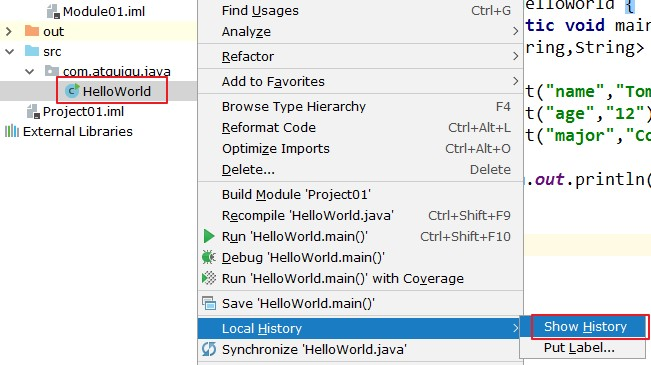 Module01.iml
out
src
com.atguigu.java
HelloWorld
Project01.iml
External Libraries
Find Usages Ctrl+G
Analyze
Refactor
Add to Favorites
Browse Type Hierarchy F4
Reformat Code Ctrl+Alt+L
Optimize Imports Ctrl+Alt+O
Delete... Delete
Build Module 'Project01'
Recompile 'HelloWorld.java' Ctrl+Shift+F9
Run 'HelloWorld.main()' Ctrl+Shift+F10
Debug 'HelloWorld.main()'
Run 'HelloWorld.main()' with Coverage
Save 'HelloWorld.main()'
Local History
Synchronize 'HelloWorld.java'
Show History
Put Label...
elloWorld {
tic void main
ring,String>
t("name","Tom
t("age","12")
t("major","Co
.out.println(